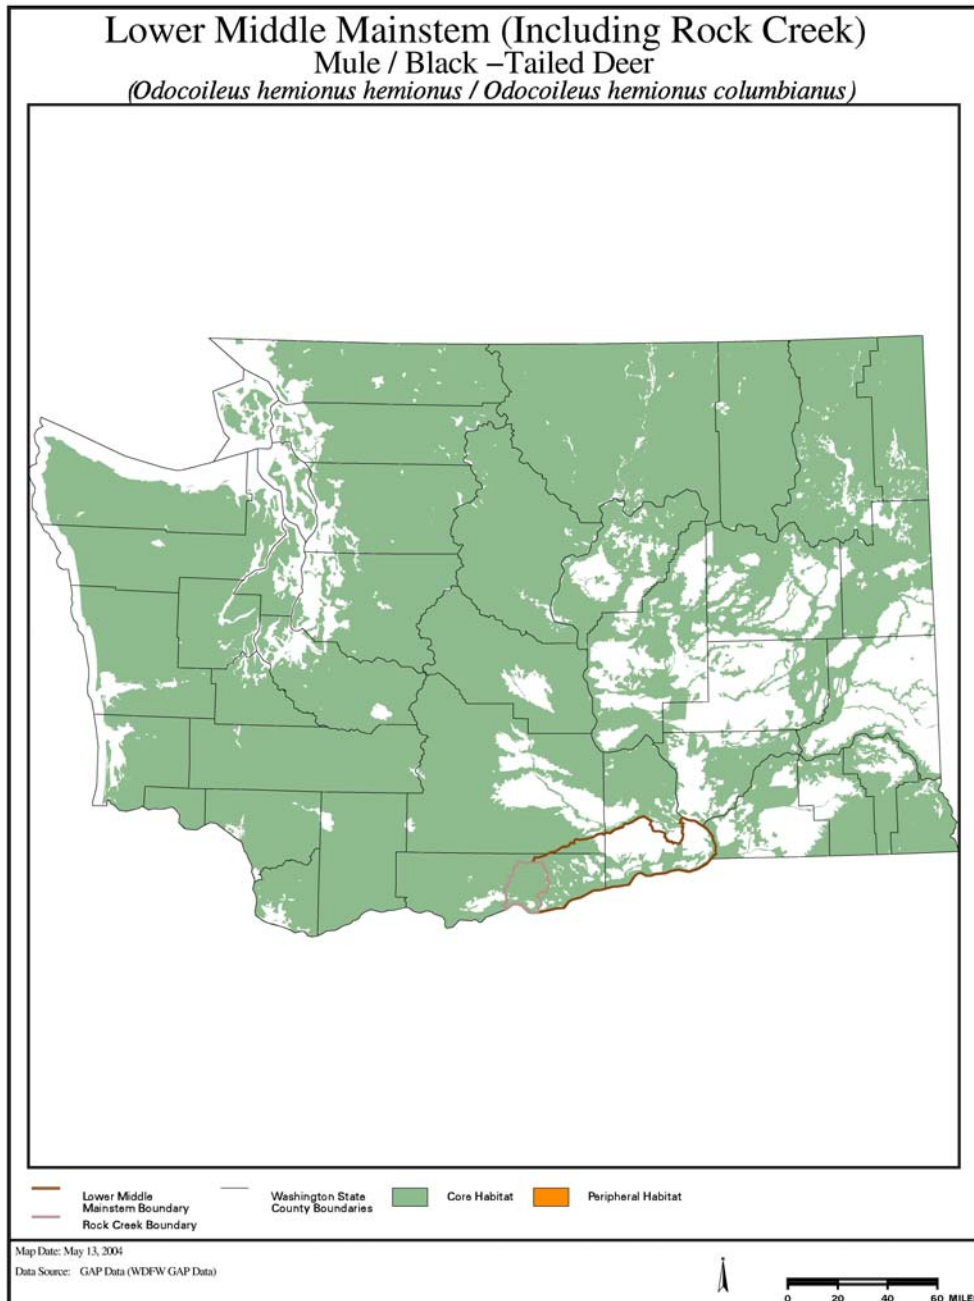 Lower Middle Mainstem (Including Rock Creek)
Mule / Black –Tailed Deer
(Odocoileus hemionus hemionus / Odocoileus hemionus columbianus)
Lower Middle
Mainstem Boundary
Rock Creek Boundary
Washington State
County Boundaries
Core Habitat
Peripheral Habitat
Map Date: May 13, 2004
Data Source: GAP Data (WDFW GAP Data)
0 20 40 60 MILES